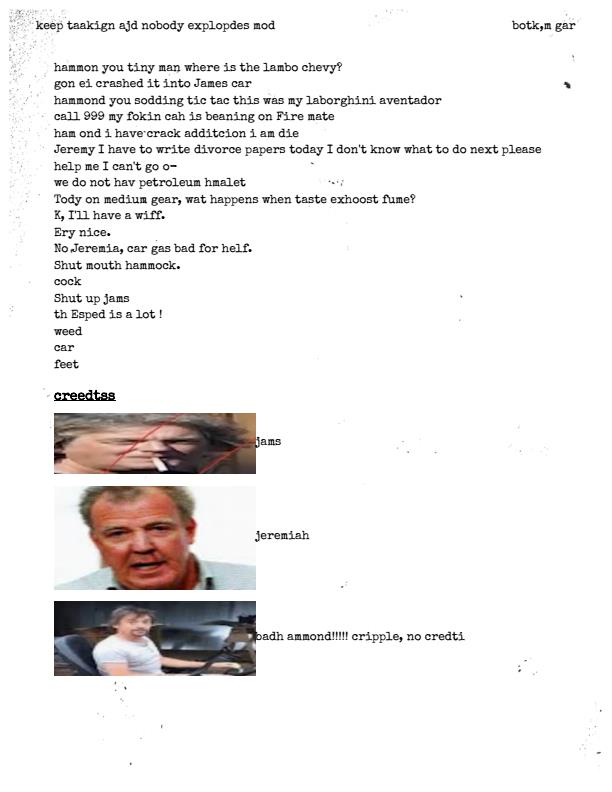 keep taakign ajd nobody explopdes mod botk,m gar
hammon you tiny man where is the lambo chevy?
gon ei crashed it into James car
hammond you sodding tic tac this was my laborghini aventador
call 999 my fokin cah is beaning on Fire mate
ham ond i have crack additcion i am die
Jeremy I have to write divorce papers today I don't know what to do next please
help me I can't go o-
we do not hav petroleum hmalet
Tody on medium gear, wat happens when taste exhoost fume?
K, I'll have a wiff.
Ery nice.
No Jeremia, car gas bad for helf.
Shut mouth hammock.
cock
Shut up jams
th Esped is a lot !
weed
car
feet
creedtss
jams
jeremiah
badh ammond!!!!! cripple, no credti